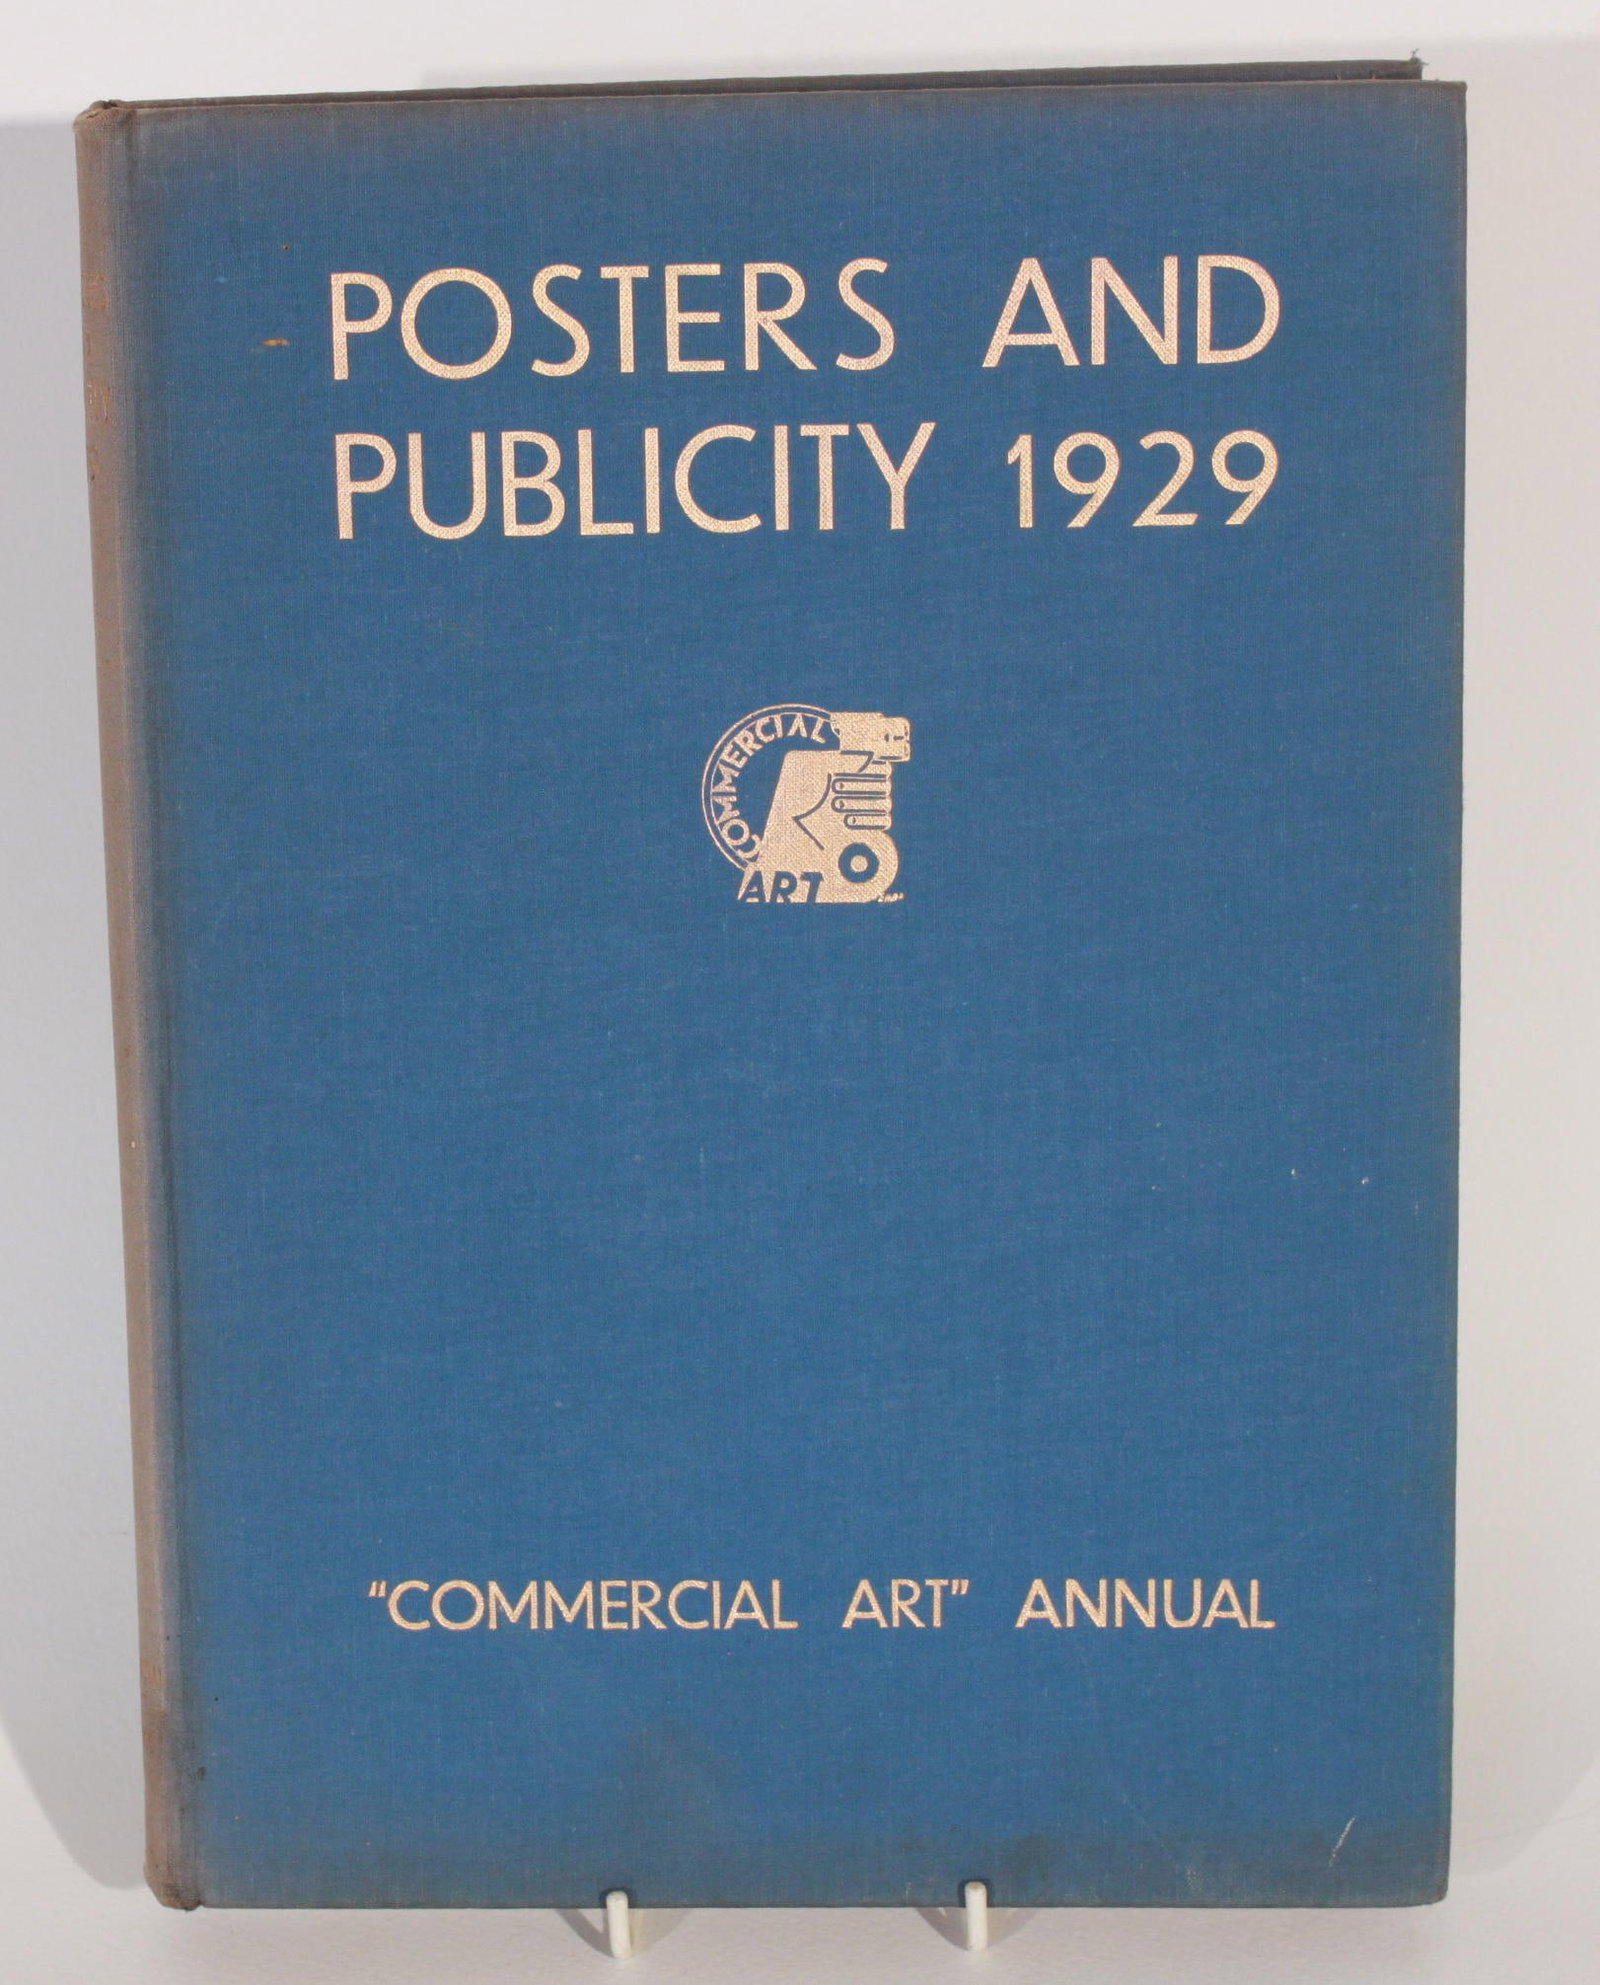 POSTERS AND
PUBLICITY 1929
COMMERCIAL
ART
"COMMERCIAL ART" ANNUAL